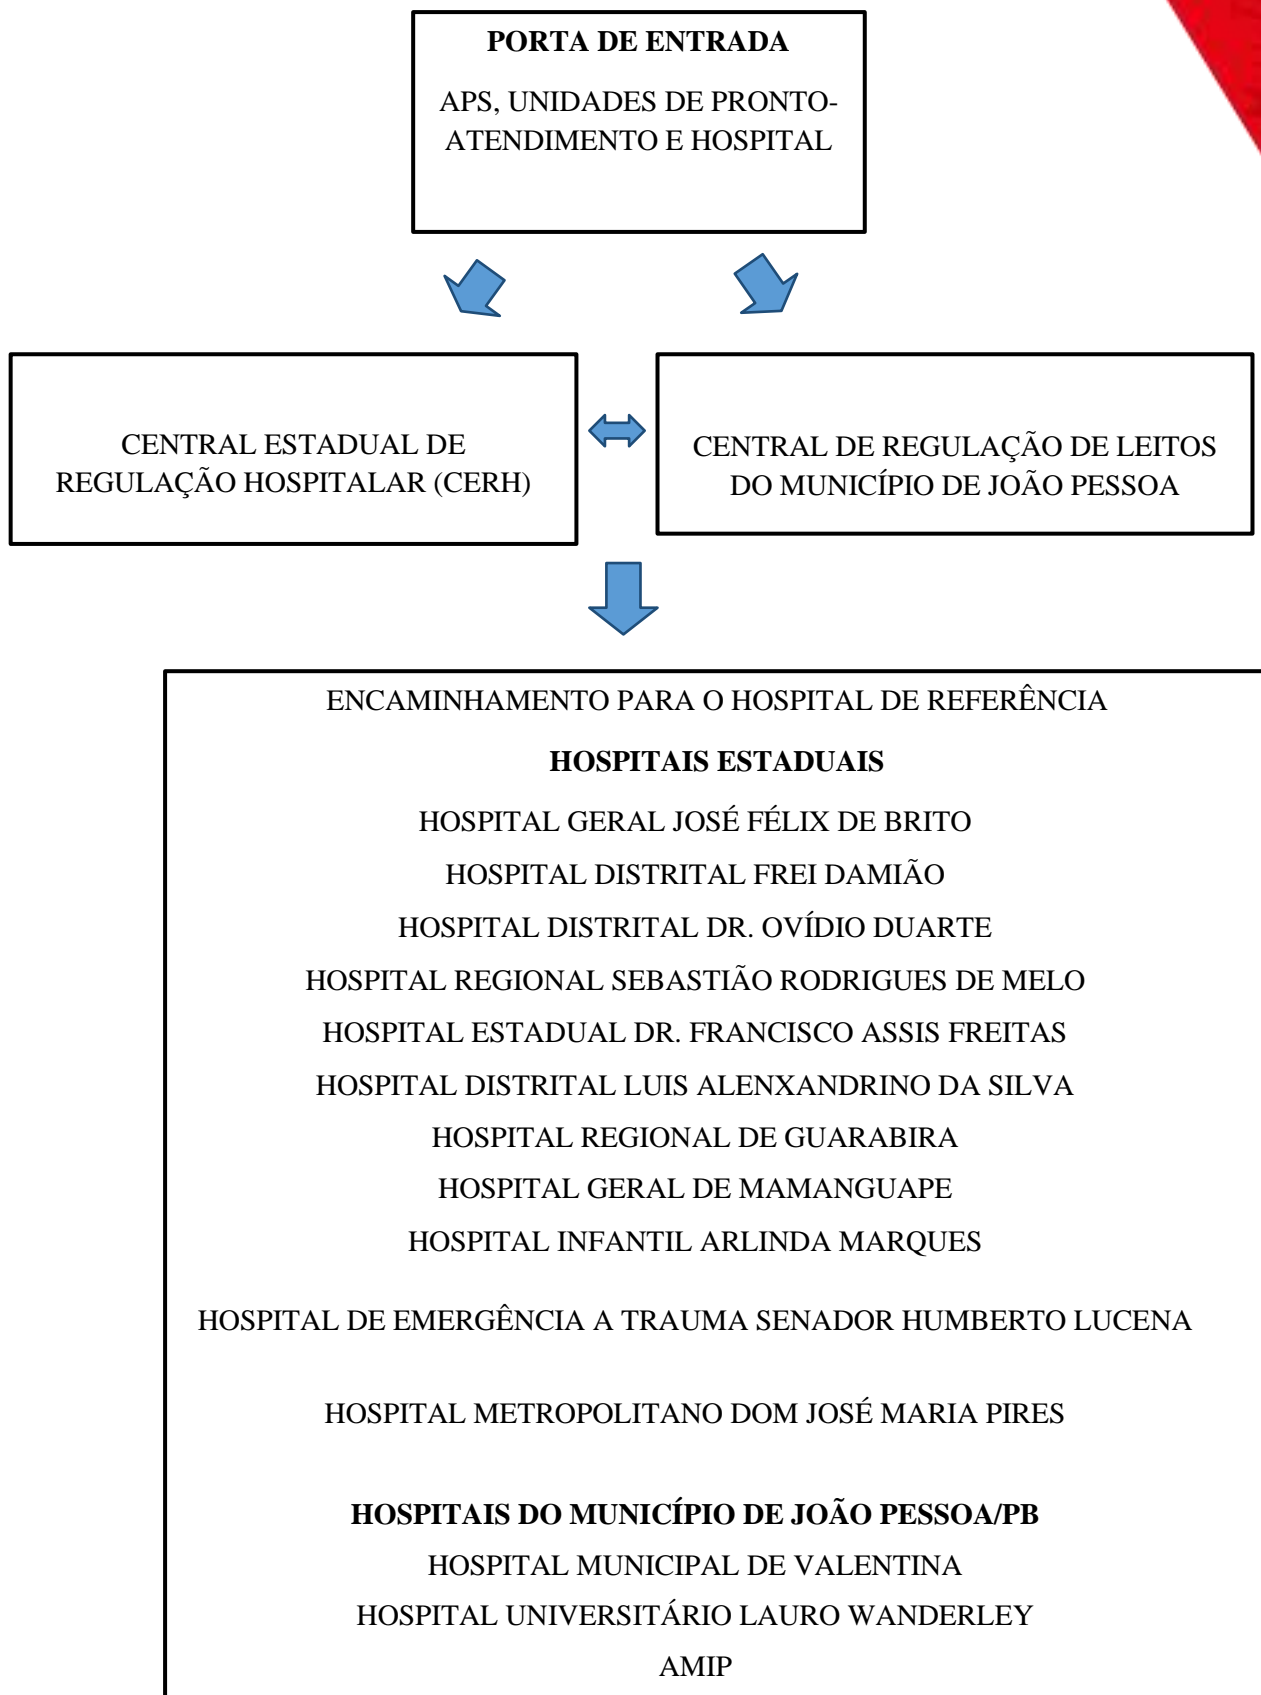 PORTA DE ENTRADA
APS, UNIDADES DE PRONTO-
ATENDIMENTO E HOSPITAL
CENTRAL ESTADUAL DE
REGULAÇÃO HOSPITALAR (CERH)
CENTRAL DE REGULAÇÃO DE LEITOS
DO MUNICÍPIO DE JOÃO PESSOA
ENCAMINHAMENTO PARA O HOSPITAL DE REFERÊNCIA
HOSPITAIS ESTADUAIS
HOSPITAL GERAL JOSÉ FÉLIX DE BRITO
HOSPITAL DISTRITAL FREI DAMIÃO
HOSPITAL DISTRITAL DR. OVÍDIO DUARTE
HOSPITAL REGIONAL SEBASTIÃO RODRIGUES DE MELO
HOSPITAL ESTADUAL DR. FRANCISCO ASSIS FREITAS
HOSPITAL DISTRITAL LUIS ALENXANDRINO DA SILVA
HOSPITAL REGIONAL DE GUARABIRA
HOSPITAL GERAL DE MAMANGUAPE
HOSPITAL INFANTIL ARLINDA MARQUES
HOSPITAL DE EMERGÊNCIA A TRAUMA SENADOR HUMBERTO LUCENA
HOSPITAL METROPOLITANO DOM JOSÉ MARIA PIRES
HOSPITAIS DO MUNICÍPIO DE JOÃO PESSOA/PB
HOSPITAL MUNICIPAL DE VALENTINA
HOSPITAL UNIVERSITÁRIO LAURO WANDERLEY
AMIP